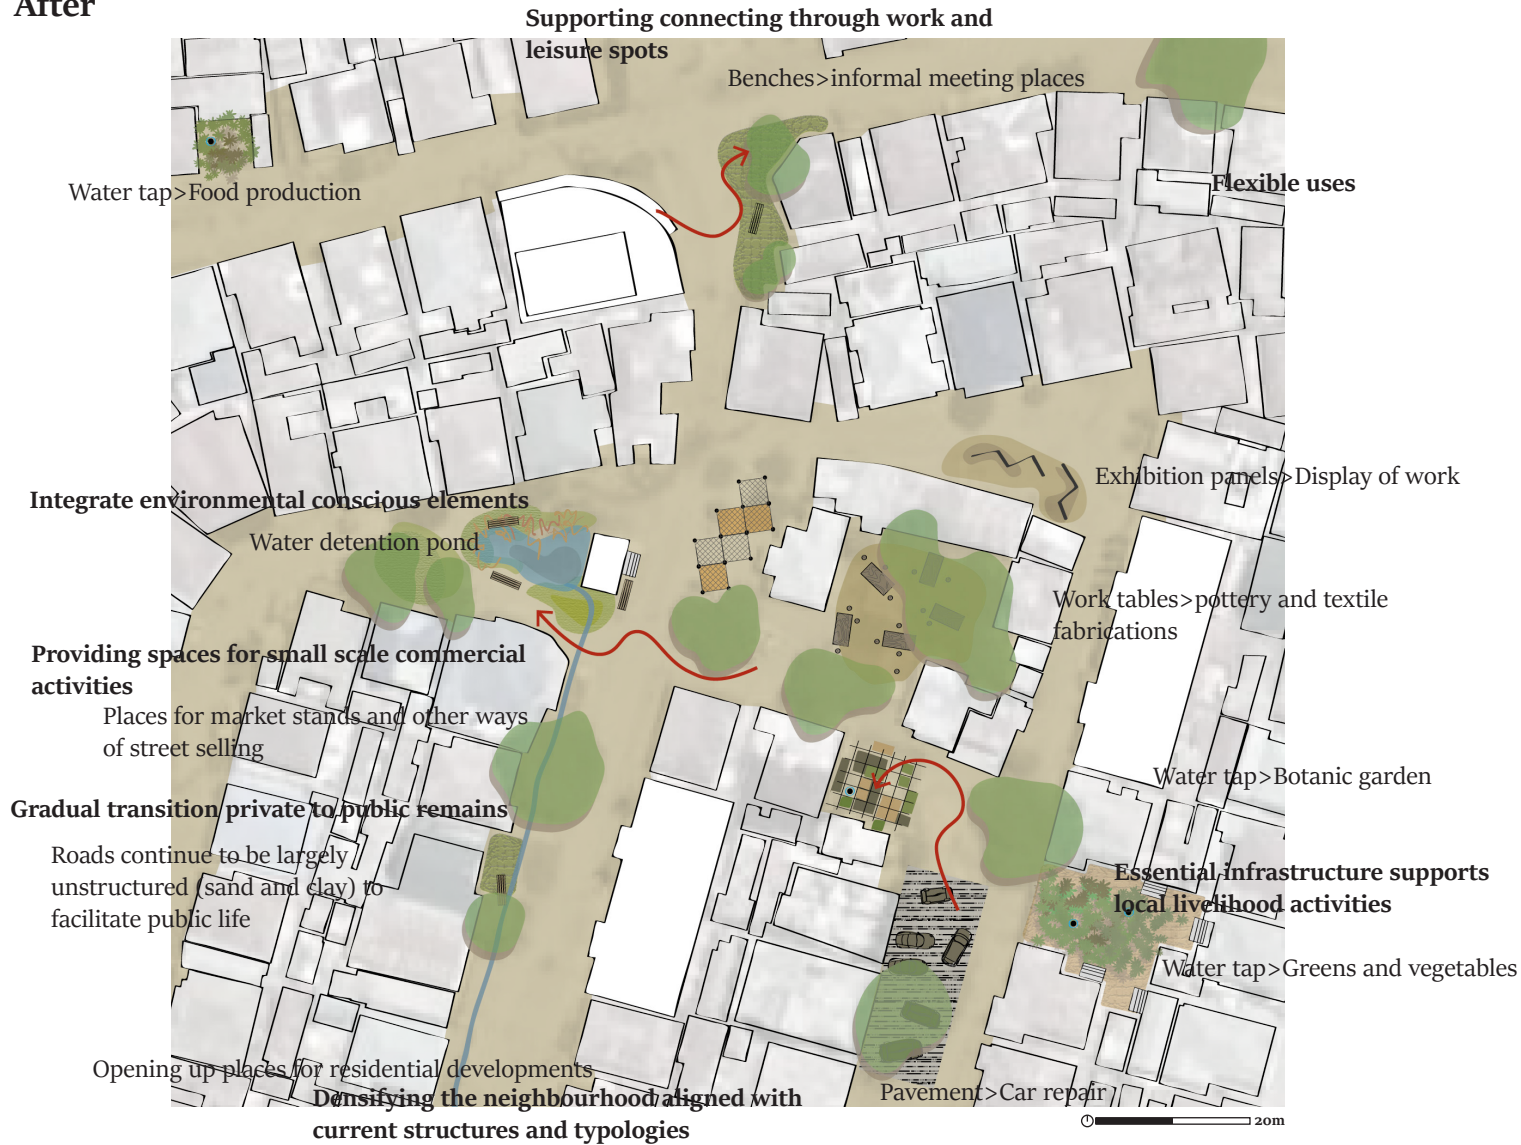 After
Supporting connecting through work and
leisure spots
Benches>informal meeting places
Flexible uses
Water tap>Food production
Exhibition panels>Display of work
Integrate environmental conscious elements
Water detention pond
Work tables>pottery and textile
fabrications
Providing spaces for small scale commercial
activities
Places for market stands and other ways
of street selling
Water tap>Botanic garden
Gradual transition private to public remains
Roads continue to be largely
unstructured (sand and clay) to
facilitate public life
Essential infrastructure supports
local livelihood activities
Water tap>Greens and vegetables
Opening up places for residential developments
Densifying the neighbourhood aligned with
current structures and typologies
Pavement>Car repair
20m